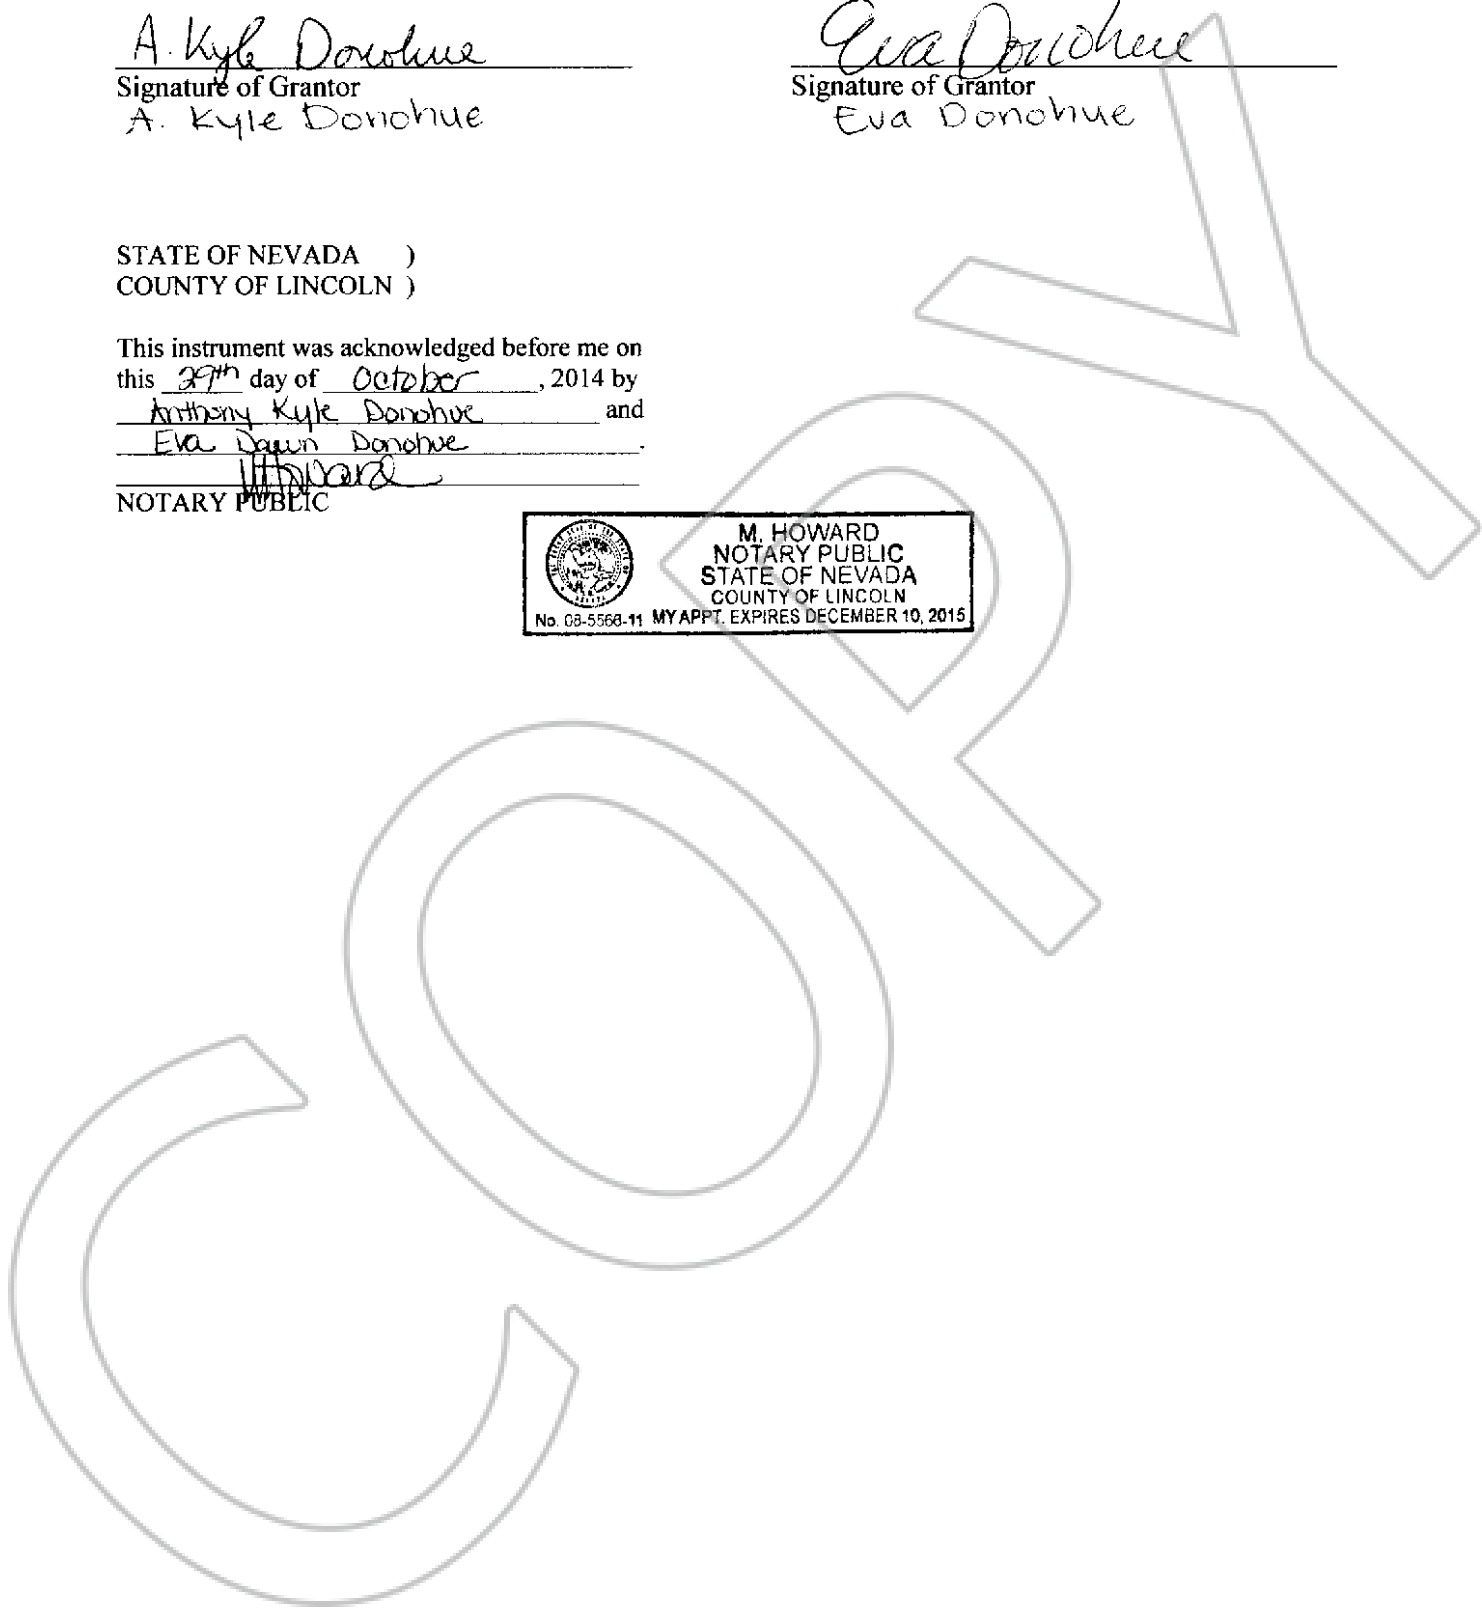 A. Kyle Donohue
Eva Donohue
Signature of Grantor
Signature of Grantor
A. Kyle Donohue
Eva Donohue
STATE OF NEVADA )
COUNTY OF LINCOLN )
This instrument was acknowledged before me on
this 29th day of October, 2014 by
Anthony Kyle Donohue and
Eva Dawn Donohue.
MHoward
NOTARY PUBLIC
M. HOWARD
NOTARY PUBLIC
STATE OF NEVADA
COUNTY OF LINCOLN
No. 08-5568-11 MY APPT. EXPIRES DECEMBER 10, 2015
COPY